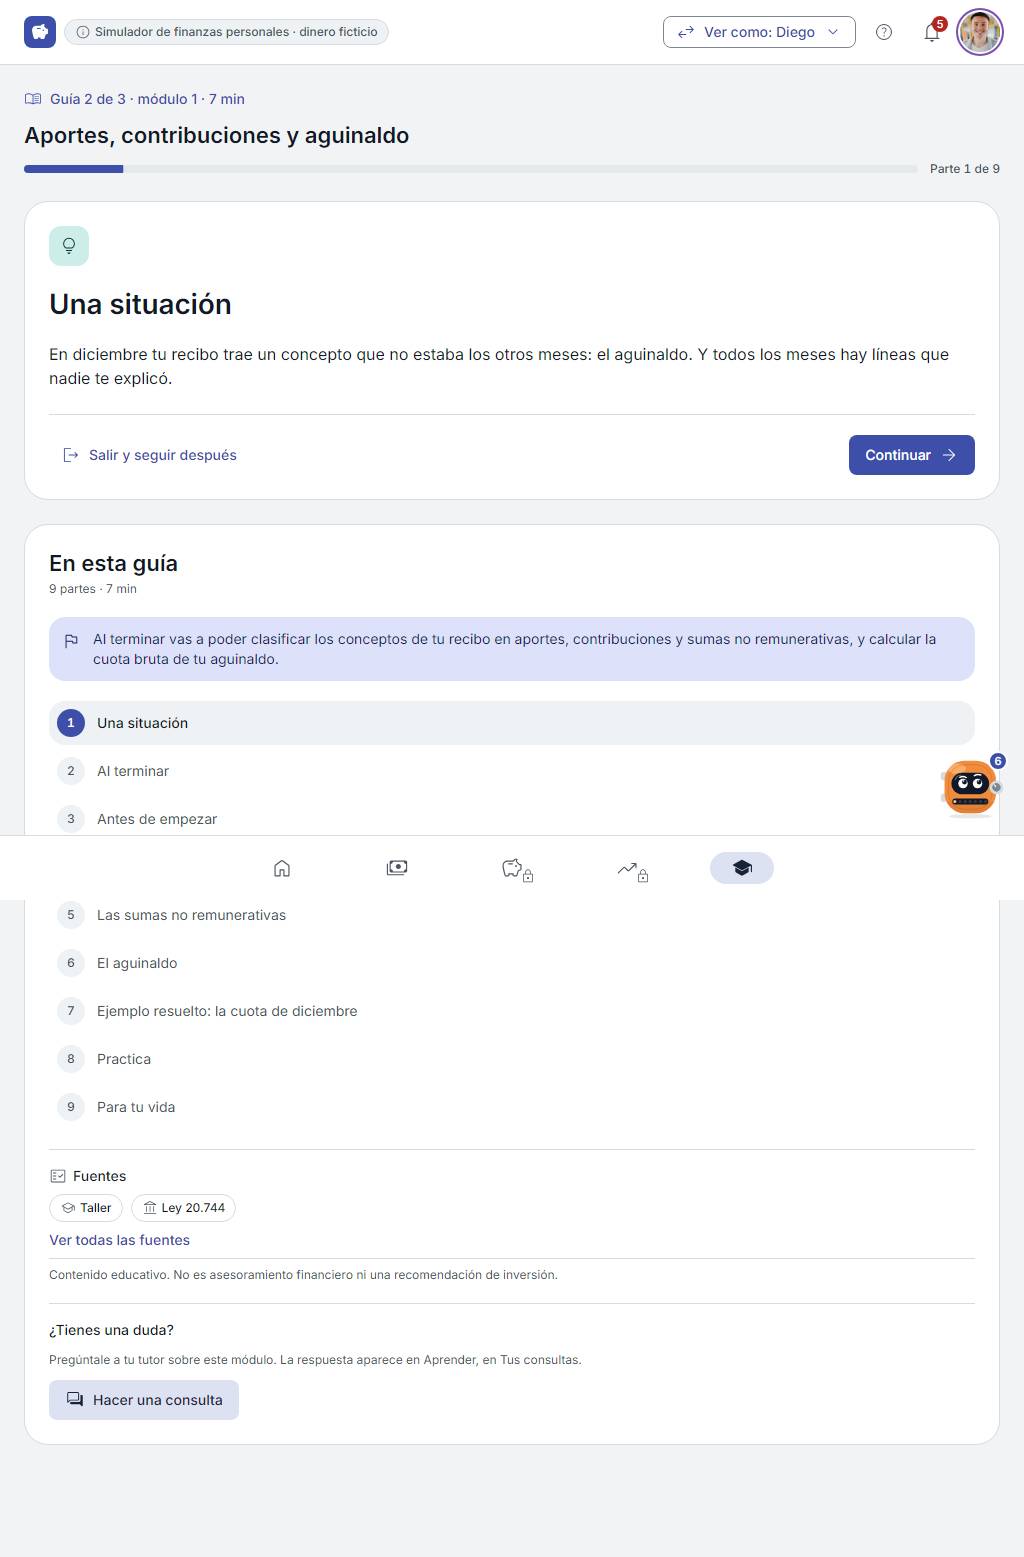 Simulador de finanzas personales · dinero ficticio
Ver como: Diego
5
Guía 2 de 3 · módulo 1 · 7 min
Aportes, contribuciones y aguinaldo
Parte 1 de 9
Una situación
En diciembre tu recibo trae un concepto que no estaba los otros meses: el aguinaldo. Y todos los meses hay líneas que
nadie te explicó.
Salir y seguir después
Continuar
En esta guía
9 partes · 7 min
Al terminar vas a poder clasificar los conceptos de tu recibo en aportes, contribuciones y sumas no remunerativas, y calcular la
cuota bruta de tu aguinaldo.
1 Una situación
2 Al terminar
6
3 Antes de empezar
5 Las sumas no remunerativas
6 El aguinaldo
7 Ejemplo resuelto: la cuota de diciembre
8 Practica
9 Para tu vida
Fuentes
Taller
Ley 20.744
Ver todas las fuentes
Contenido educativo. No es asesoramiento financiero ni una recomendación de inversión.
¿Tienes una duda?
Pregúntale a tu tutor sobre este módulo. La respuesta aparece en Aprender, en Tus consultas.
Hacer una consulta